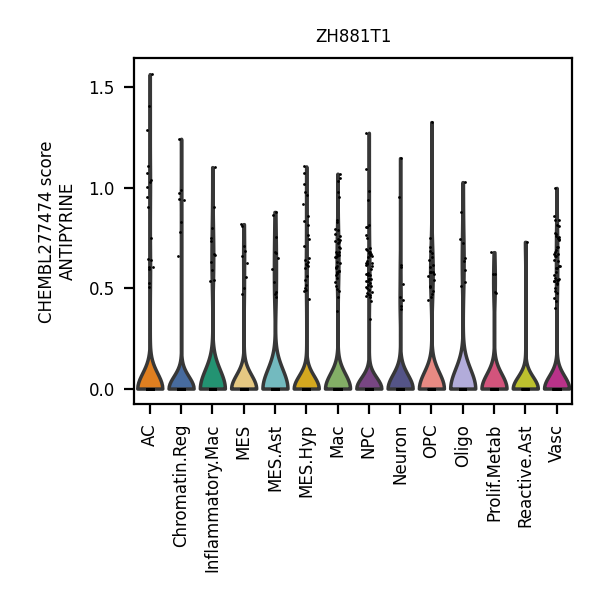 ZH881T1
CHEMBL277474 score
ANTIPYRINE
1.5
1.0
0.5
0.0
AC
Chromatin.Reg
Inflammatory.Mac
MES
MES.Ast
MES.Hyp
Mac
NPC
Neuron
OPC
Oligo
Prolif.Metab
Reactive.Ast
Vasc